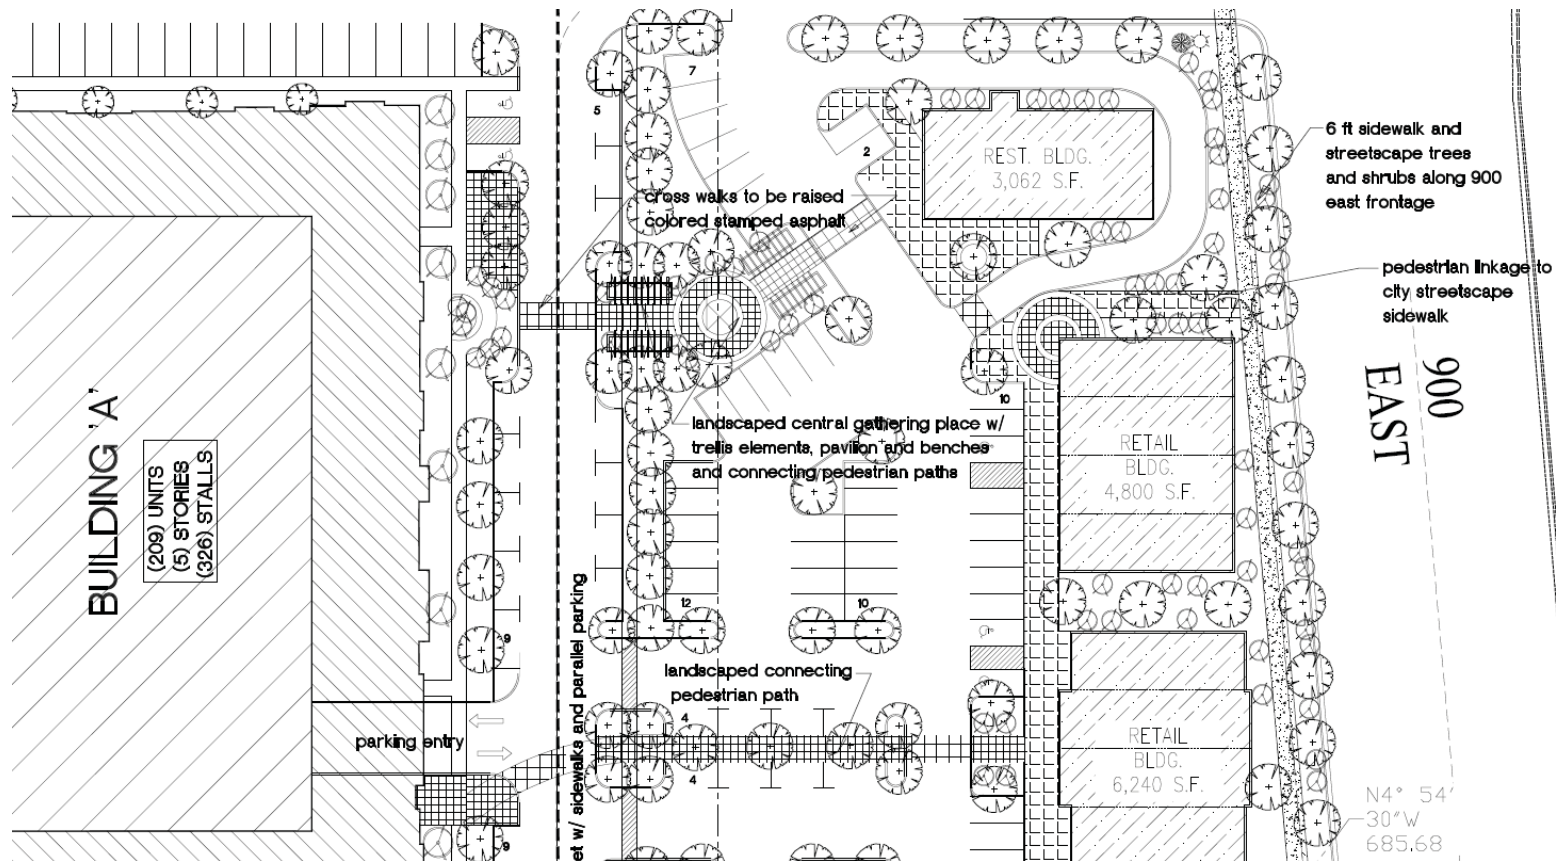 7
5
2
REST. BLDG.
3,062 S.F.
6 ft sidewalk and
streetscape trees
and shrubs along 900
east frontage
cross walks to be raised
colored stamped asphalt
pedestrian linkage to
city streetscape
sidewalk
900
EAST
BUILDING 'A'
(209) UNITS
(5) STORIES
(326) STALLS
10
landscaped central gathering place w/
trellis elements, pavilion and benches
and connecting pedestrian paths
RETAIL
BLDG.
4,800 S.F.
12
10
9
et w/ sidewalks and parallel parking
landscaped connecting
pedestrian path
4
4
parking entry
RETAIL
BLDG.
6,240 S.F.
N4° 54'
30"W
685.68
9